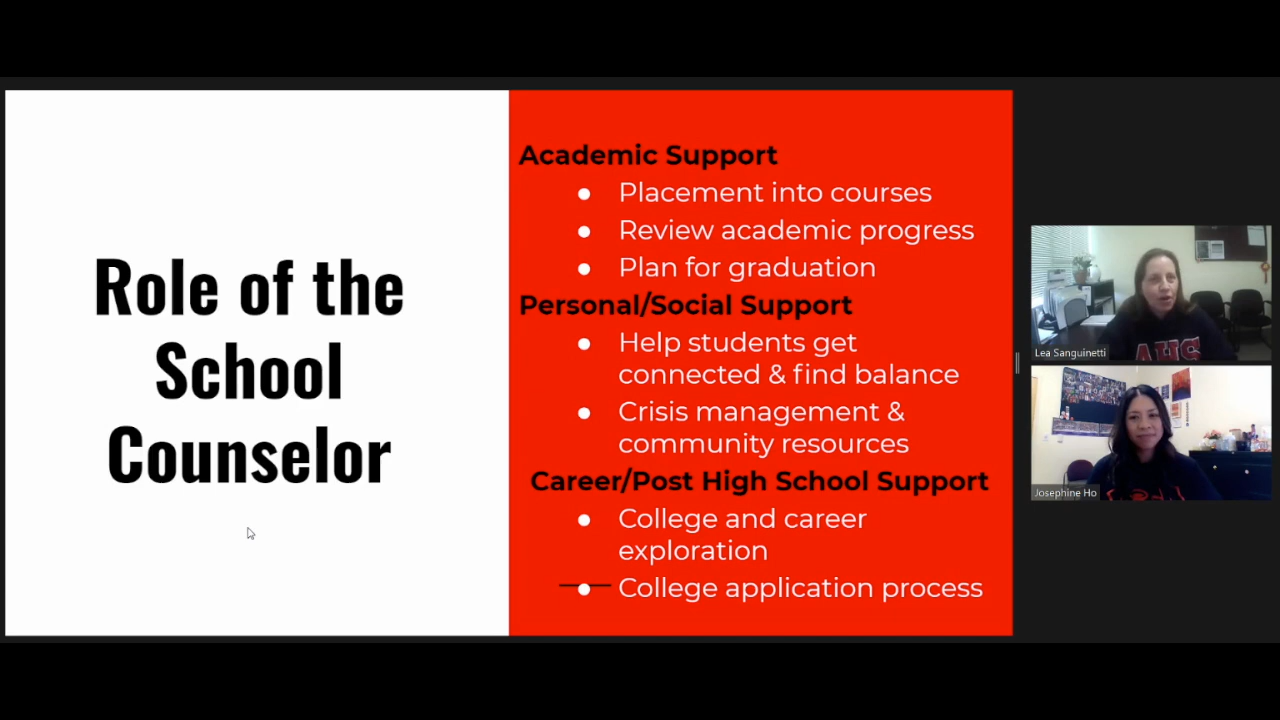 Role of the
School
Counselor
Academic Support
● Placement into courses
● Review academic progress
● Plan for graduation
Personal/Social Support
● Help students get
connected & find balance
● Crisis management &
community resources
Career/Post High School Support
● College and career
exploration
● College application process
AHS
Lea Sanguinetti
Josephine Ho